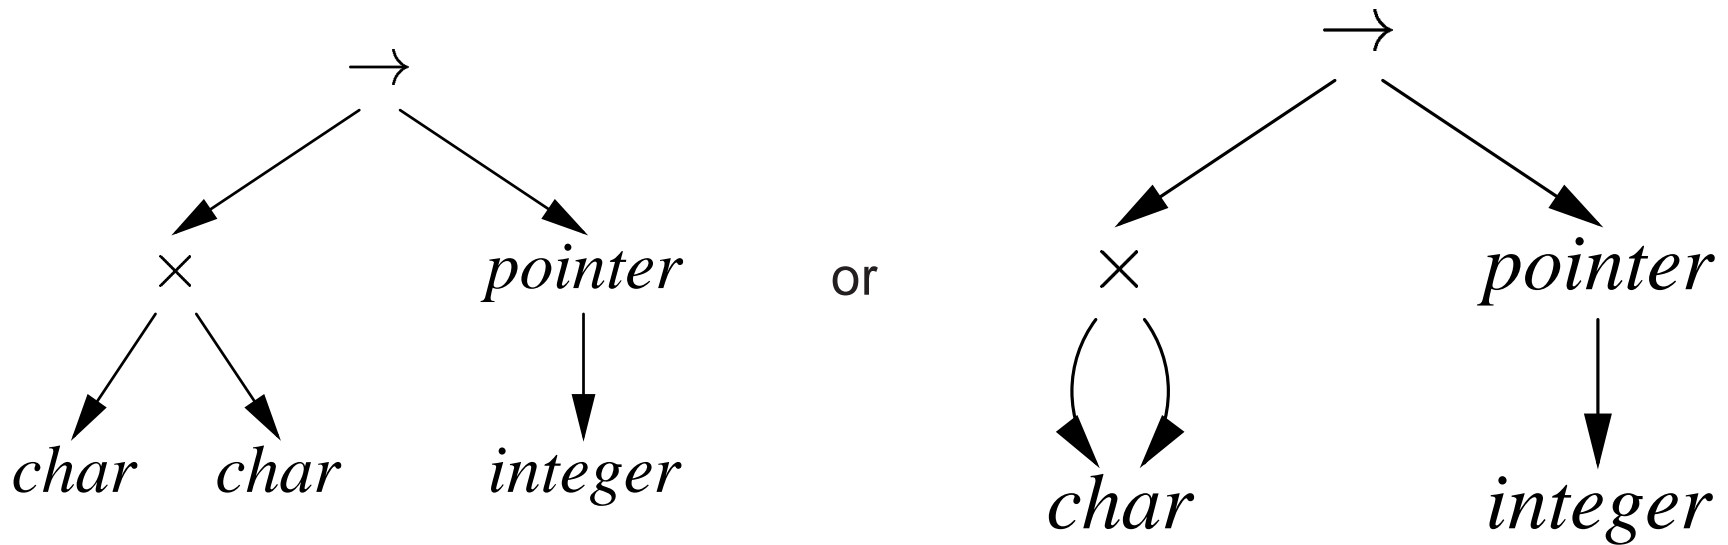 → →
× pointer or × pointer
char char integer char integer